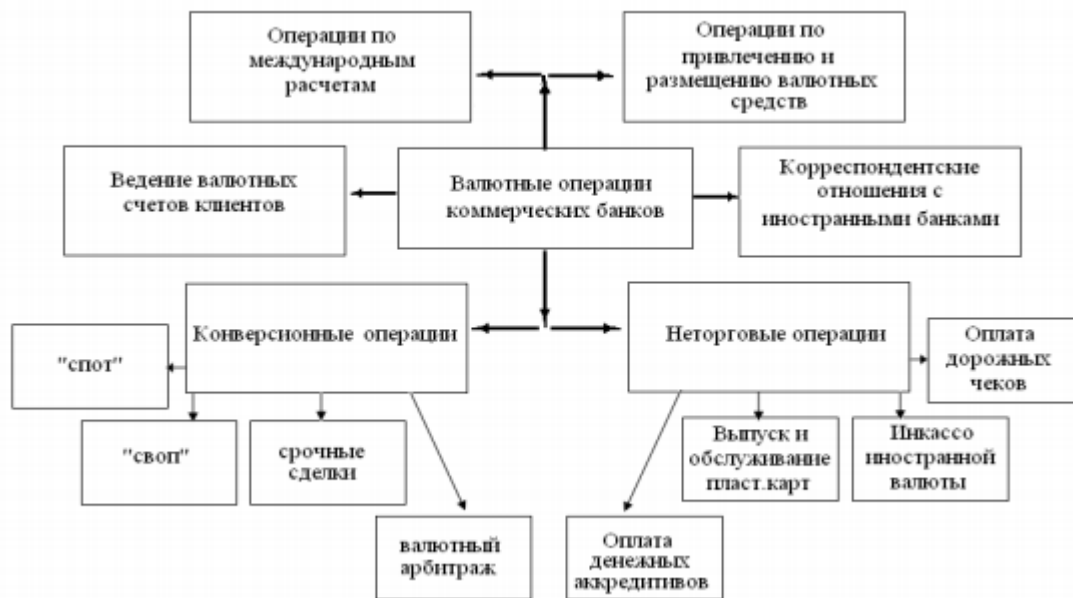 Операции по
международным
расчетам
Операции по
привлечению и
размещению валютных
средств
Ведение валютных
счетов клиентов
Валютные операции
коммерческих банков
Корреспондентские
отношения с
иностранными банками
Конверсионные операции
Неторговые операции
Оплата
дорожных
чеков
"спот"
"своп"
срочные
сделки
Выпуск и
обслуживание
пласт.карт
Инкассо
иностранной
валюты
валютный
арбитраж
Оплата
денежных
аккредитивов